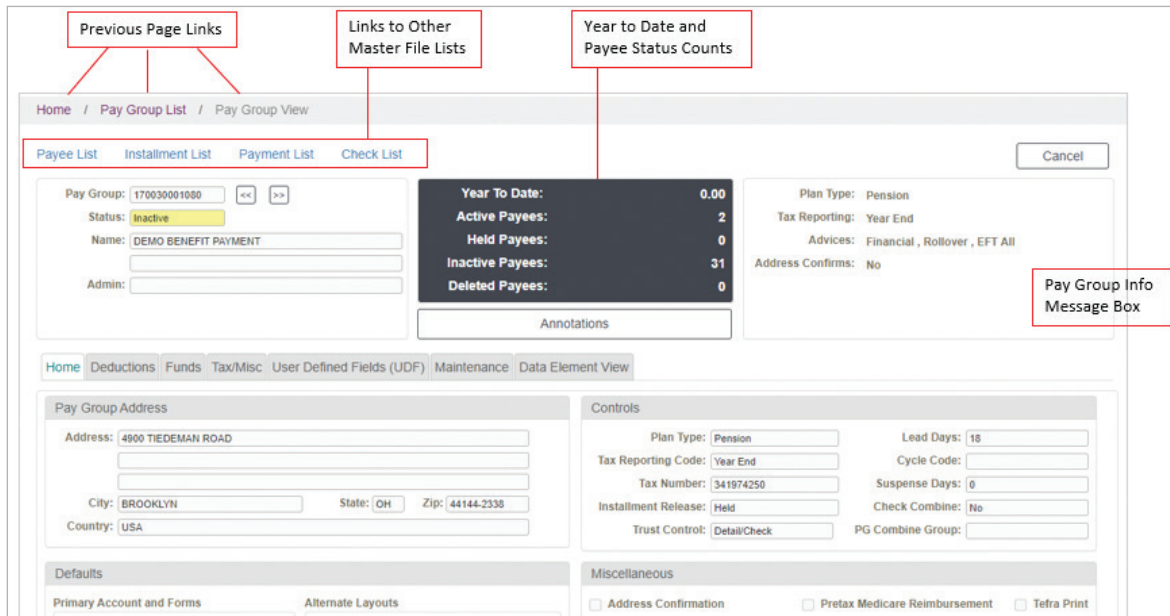 Previous Page Links
Links to Other
Master File Lists
Year to Date and
Payee Status Counts
Home / Pay Group List / Pay Group View
Payee List Installment List Payment List Check List
Cancel
Pay Group: 170030001080 << >>
Status: Inactive
Name: DEMO BENEFIT PAYMENT
Admin:
Year To Date: 0.00
Active Payees: 2
Held Payees: 0
Inactive Payees: 31
Deleted Payees: 0
Annotations
Plan Type: Pension
Tax Reporting: Year End
Advices: Financial , Rollover , EFT All
Address Confirms: No
Pay Group Info
Message Box
Home Deductions Funds Tax/Misc User Defined Fields (UDF) Maintenance Data Element View
Pay Group Address
Address: 4900 TIEDEMAN ROAD
City: BROOKLYN State: OH Zip: 44144-2338
Country: USA
Controls
Plan Type: Pension Lead Days: 18
Tax Reporting Code: Year End Cycle Code:
Tax Number: 341974250 Suspense Days: 0
Installment Release: Held Check Combine: No
Trust Control: Detail/Check PG Combine Group:
Defaults
Primary Account and Forms Alternate Layouts
Miscellaneous
Address Confirmation Pretax Medicare Reimbursement Tefra Print